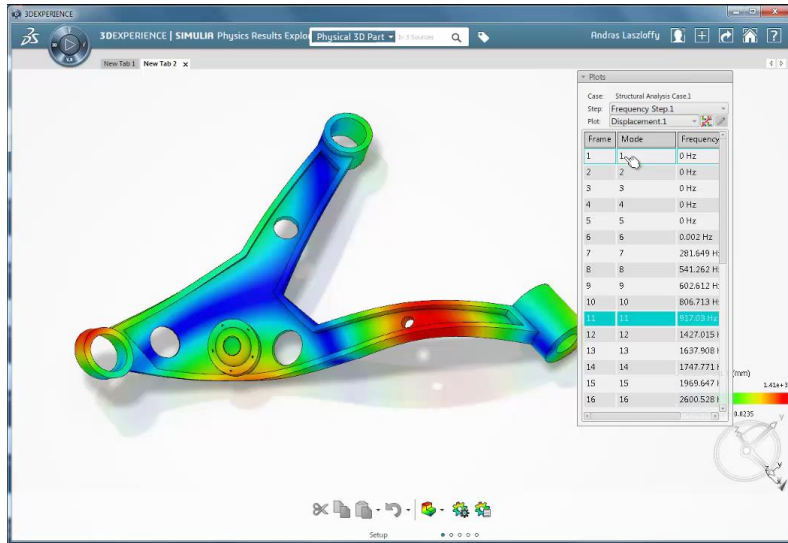 3DEXPERIENCE
3DEXPERIENCE | SIMULIA Physics Results Explo
Physical 3D Part
Andras Laszloffy
V.R
New Tab 1
New Tab 2 x
Plots
Case: Structural Analysis Case.1
Step: Frequency Step.1
Plot: Displacement.1
Frame Mode Frequency
1 1 0 Hz
2 2 0 Hz
3 3 0 Hz
4 4 0 Hz
5 5 0 Hz
6 6 0.002 Hz
7 7 281.649 H
8 8 541.262 H
9 9 602.612 H
10 10 806.713 H
11 11 917.03 Hz
12 12 1427.015 H
13 13 1637.908 H
14 14 1747.771 H
15 15 1969.647 H
16 16 2600.528 H
(mm)
1.41e+3
0.0235
y
Setup